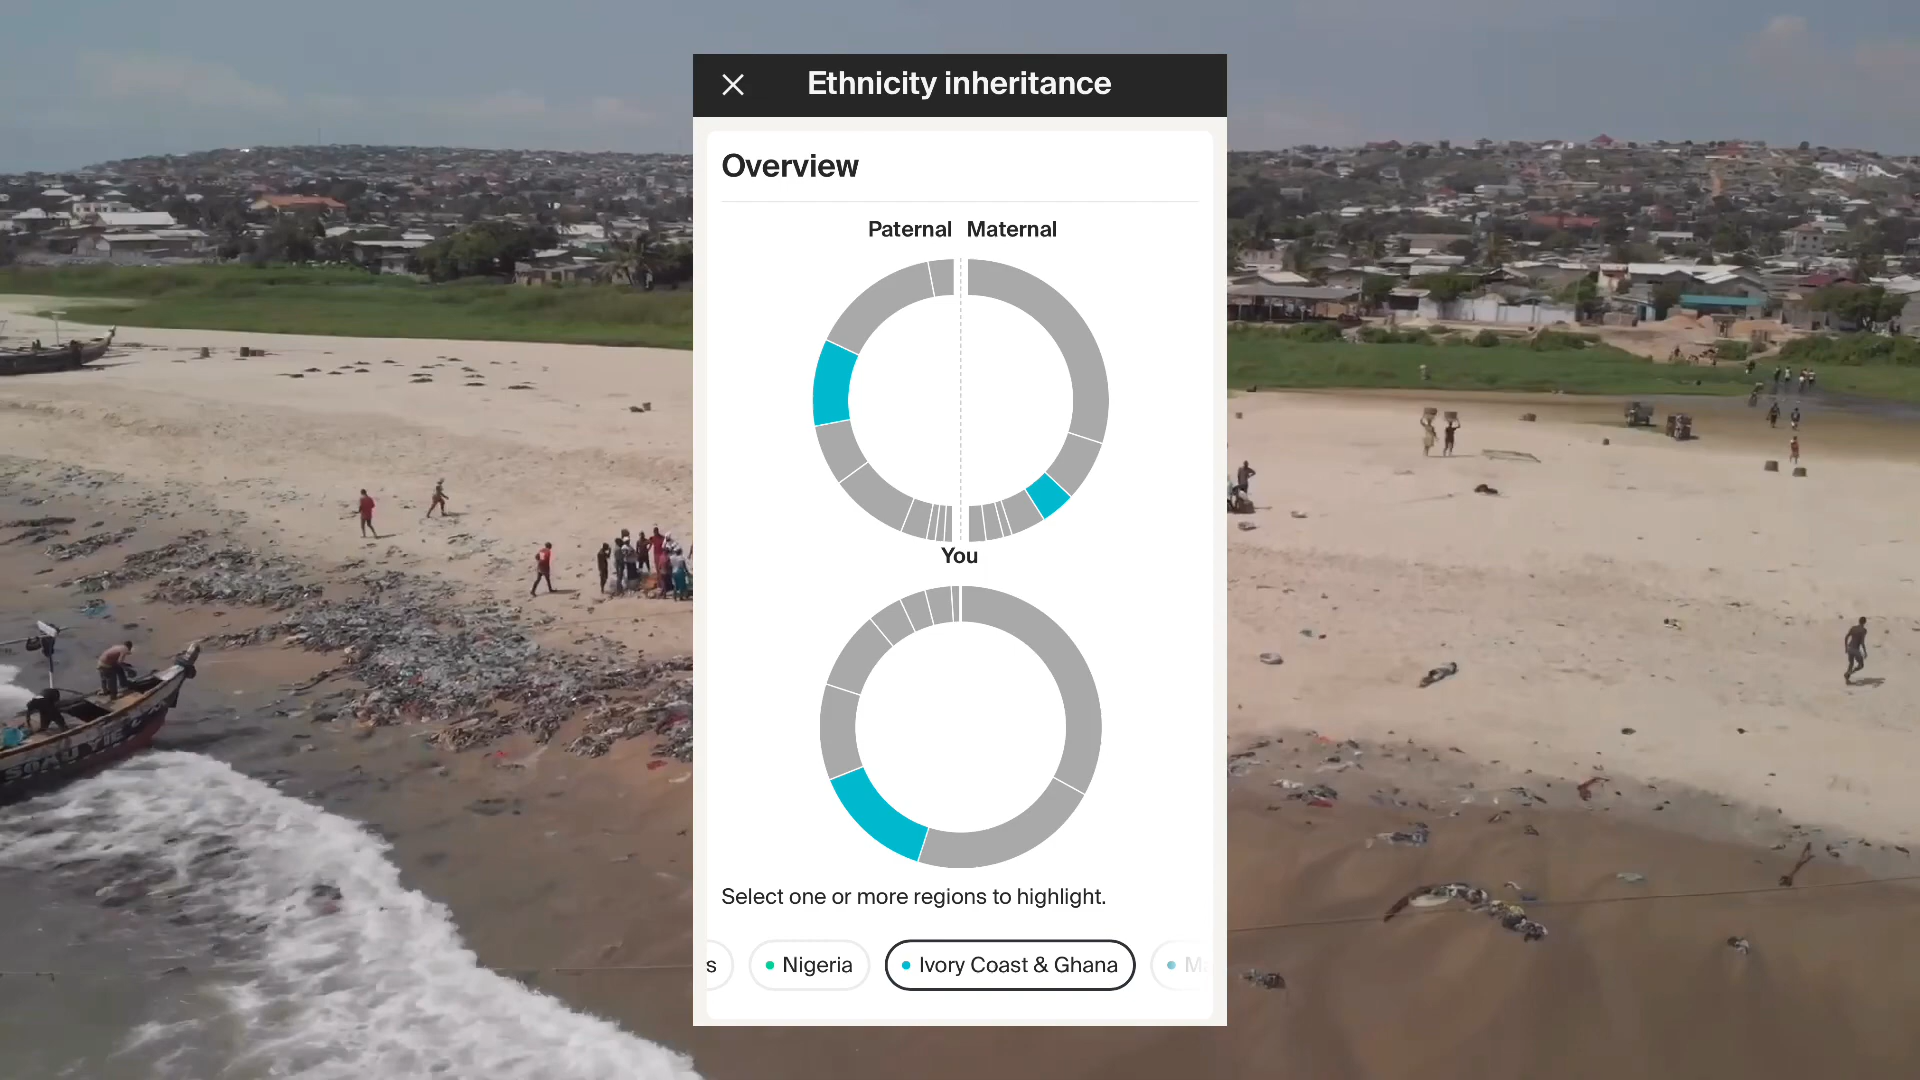 Ethnicity inheritance
Overview
Paternal Maternal
You
Select one or more regions to highlight.
s Nigeria Ivory Coast & Ghana M